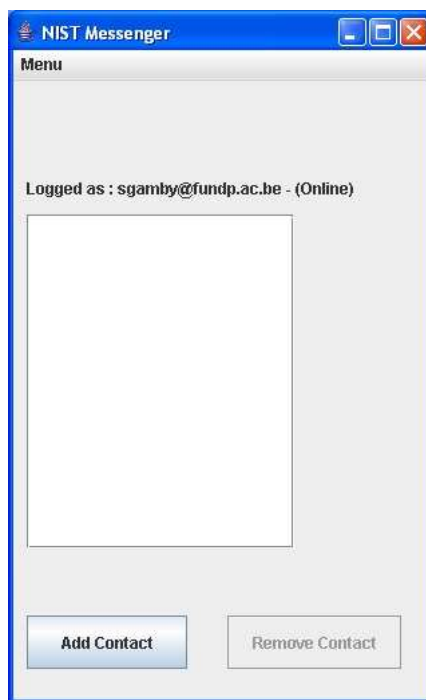 NIST Messenger
Menu
Logged as : sgamby@fundp.ac.be - (Online)
Add Contact
Remove Contact